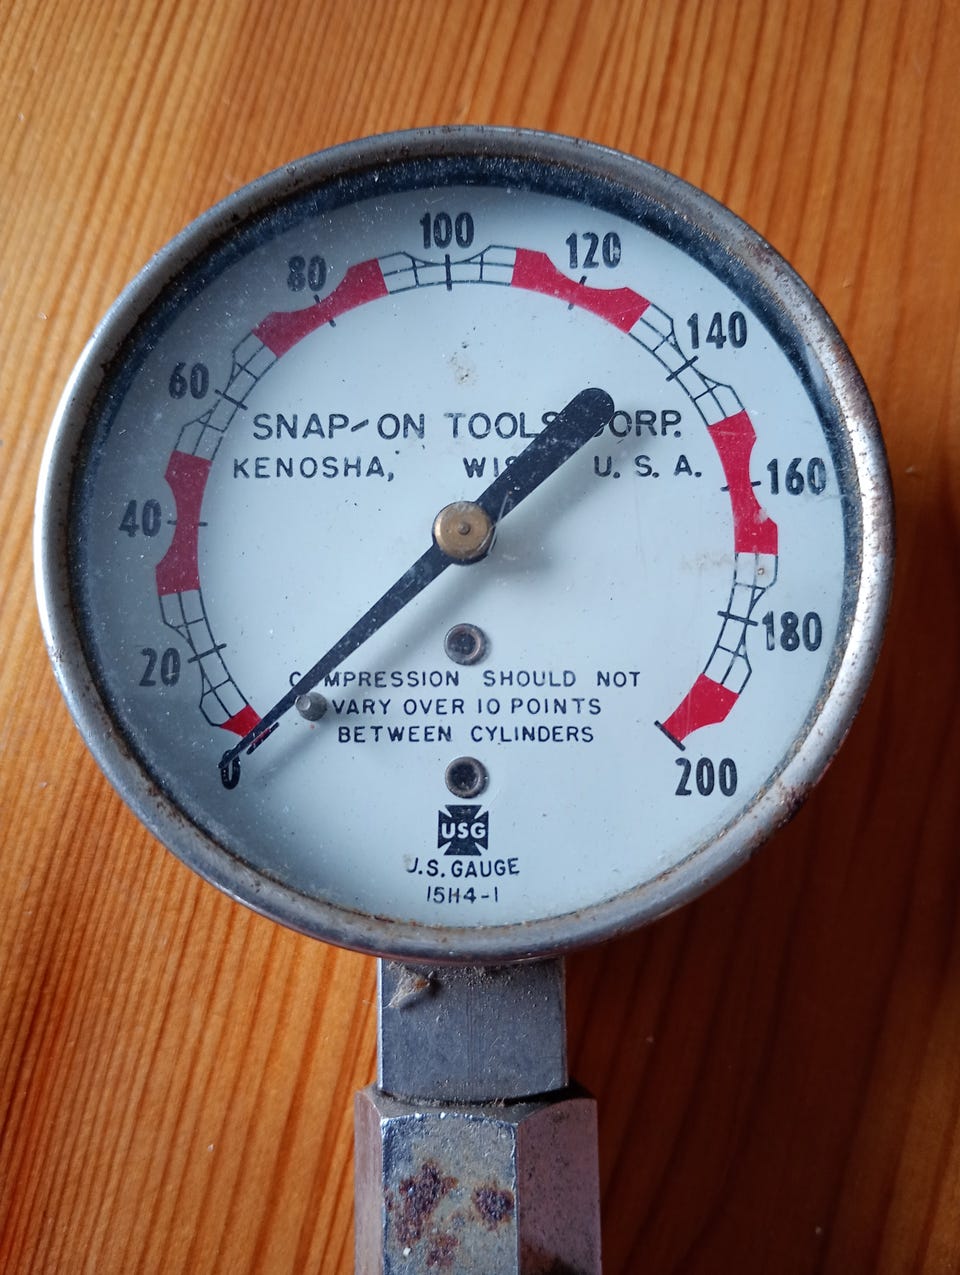 100
80
120
60
140
40
160
20
180
0
200
SNAP-ON TOOLS CORP.
KENOSHA, WIS U. S. A.
COMPRESSION SHOULD NOT
VARY OVER 10 POINTS
BETWEEN CYLINDERS
USG
U.S. GAUGE
15H4-1